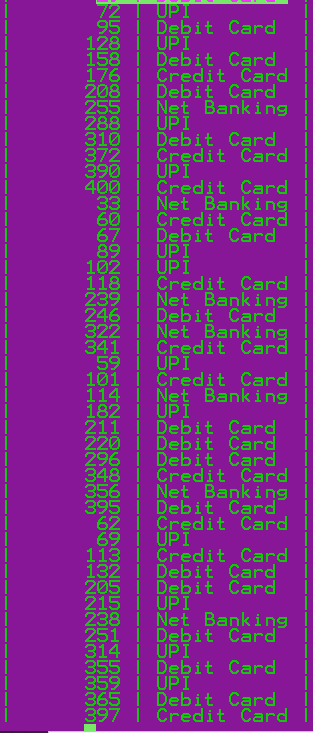 | 72 | UPI |
| 95 | Debit Card |
| 128 | UPI |
| 158 | Debit Card |
| 176 | Credit Card |
| 208 | Debit Card |
| 255 | Net Banking |
| 288 | UPI |
| 310 | Debit Card |
| 372 | Credit Card |
| 390 | UPI |
| 400 | Credit Card |
| 33 | Net Banking |
| 60 | Credit Card |
| 67 | Debit Card |
| 89 | UPI |
| 102 | UPI |
| 118 | Credit Card |
| 239 | Net Banking |
| 246 | Debit Card |
| 322 | Net Banking |
| 341 | Credit Card |
| 59 | UPI |
| 101 | Credit Card |
| 114 | Net Banking |
| 182 | UPI |
| 211 | Debit Card |
| 220 | Debit Card |
| 296 | Debit Card |
| 348 | Credit Card |
| 356 | Net Banking |
| 395 | Debit Card |
| 62 | Credit Card |
| 69 | UPI |
| 113 | Credit Card |
| 132 | Debit Card |
| 205 | Debit Card |
| 215 | UPI |
| 238 | Net Banking |
| 251 | Debit Card |
| 314 | UPI |
| 355 | Debit Card |
| 359 | UPI |
| 365 | Debit Card |
| 397 | Credit Card |